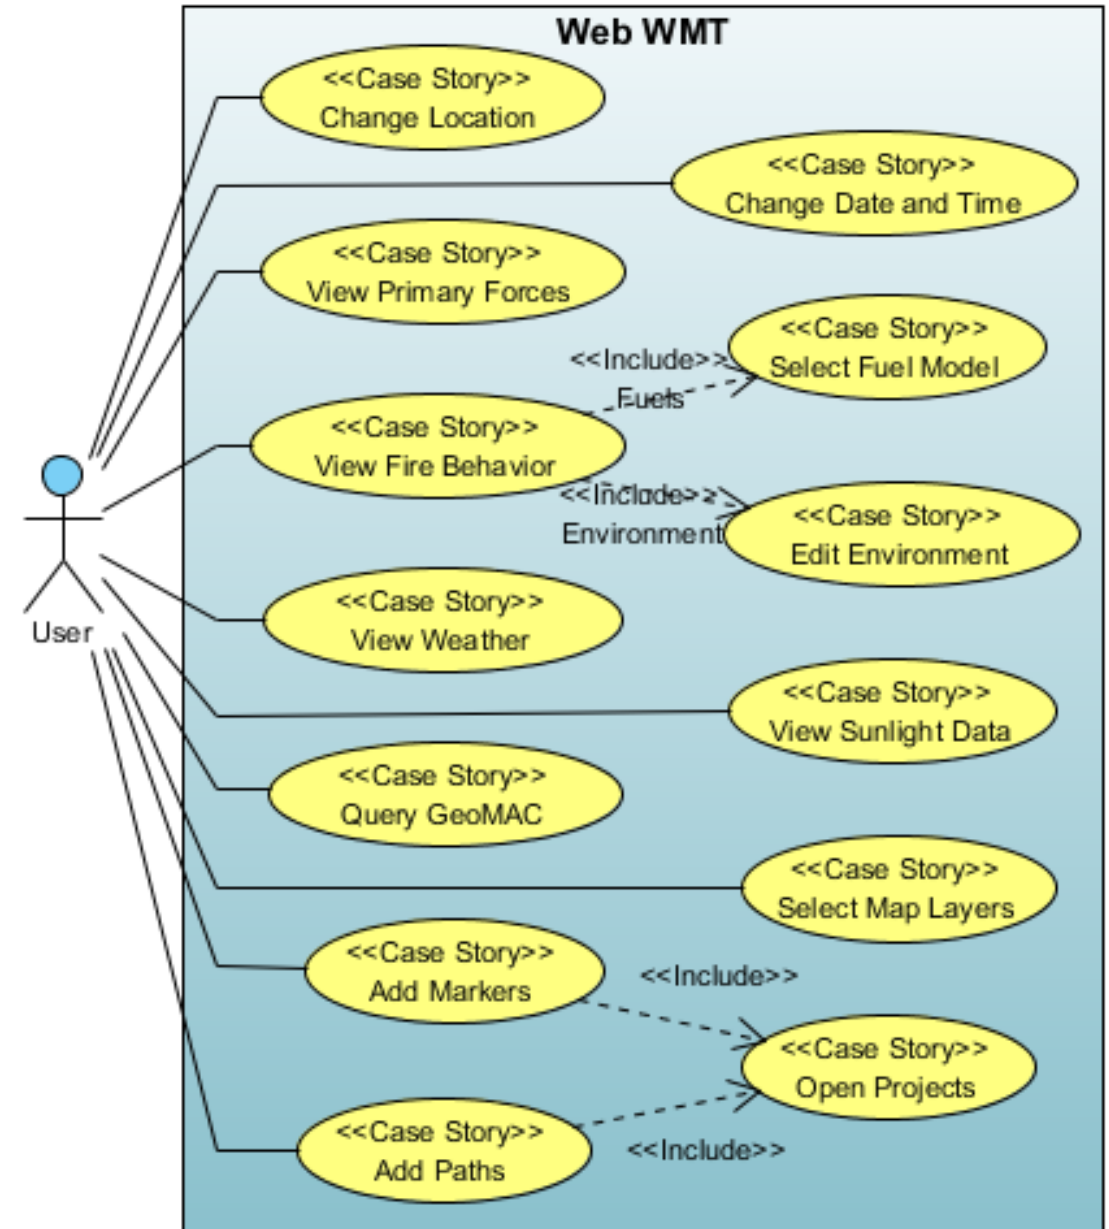 Web WMT
<<Case Story>>
Change Location
<<Case Story>>
Change Date and Time
<<Case Story>>
View Primary Forces
<<Case Story>>
Select Fuel Model
<<Include>>
Fuels
<<Case Story>>
View Fire Behavior
<<Include>>
Environment
<<Case Story>>
Edit Environment
<<Case Story>>
View Weather
User
<<Case Story>>
View Sunlight Data
<<Case Story>>
Query GeoMAC
<<Case Story>>
Select Map Layers
<<Case Story>>
Add Markers
<<Include>>
<<Case Story>>
Open Projects
<<Case Story>>
Add Paths
<<Include>>